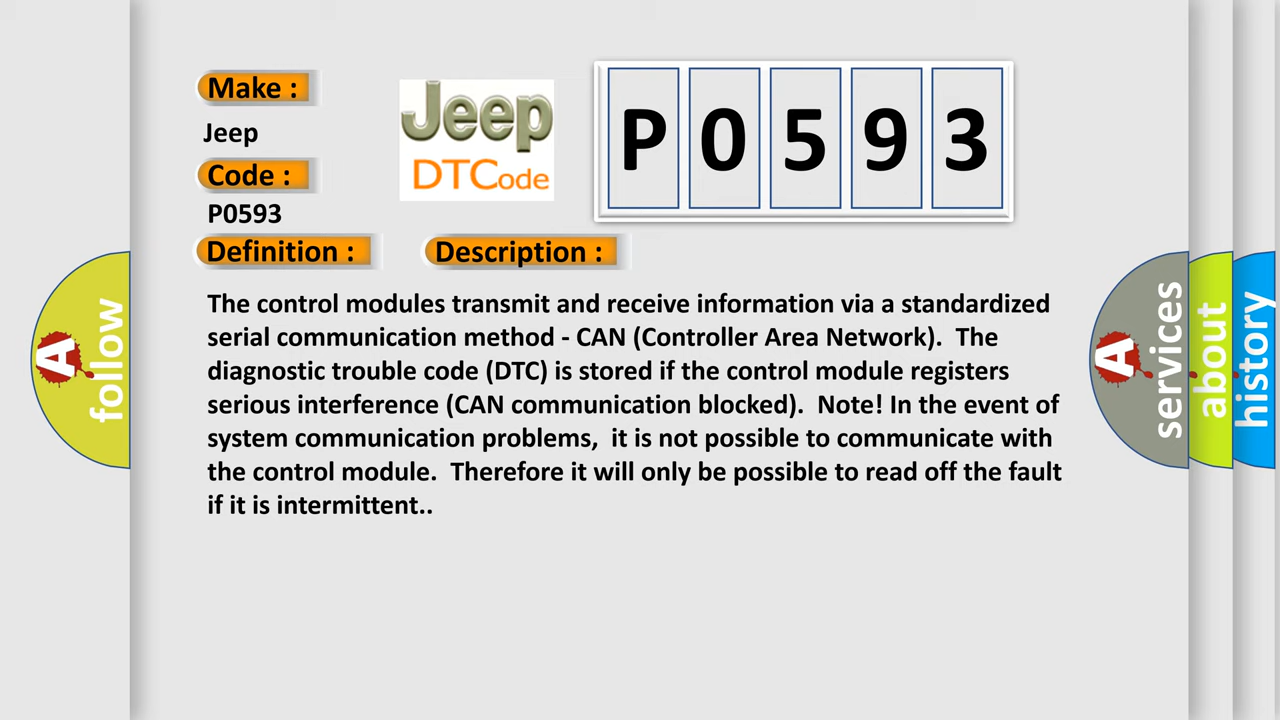 Make :
Jeep
Code :
P0593
Jeep
DTCode
P0593
Definition :
Description :
The control modules transmit and receive information via a standardized
serial communication method - CAN (Controller Area Network).  The
diagnostic trouble code (DTC) is stored if the control module registers
serious interference (CAN communication blocked).  Note! In the event of
system communication problems,  it is not possible to communicate with
the control module.  Therefore it will only be possible to read off the fault
if it is intermittent..
A follow
A services
about
history